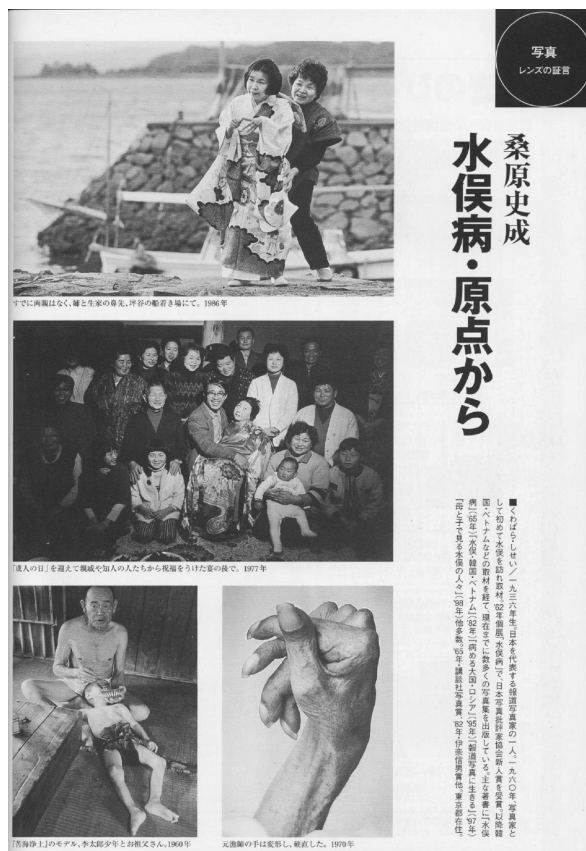 写真
レンズの証言
桑原史成
水俣病・原点から
■くわばら・しせい/一九三六年生。日本を代表する報道写真家の一人。一九六〇年、写真家と
して初めて水俣を訪れ取材。'62年個展「水俣病」で、日本写真批評家協会新人賞を受賞。以降韓
国・ベトナムなどの取材を経て、現在までに数多くの写真集を出版している。主な著書に『水俣
病』('65年)『水俣・韓国・ベトナム』('82年)『病める大国・ロシア』('95年)『報道写真に生きる』('97年)
『母と子で見る水俣の人々』('98年)他多数。'65年・講談社写真賞、'82年・伊奈信男賞他。東京都在住。
すでに両親はなく、姉と生家の鼻先、坪谷の船着き場にて。1986年
「成人の日」を迎えて親戚や知人の人たちから祝福をうけた宴の後で。1977年
『苦海浄土』のモデル、杢太郎少年とお祖父さん。1960年
元漁師の手は変形し、硬直した。1970年